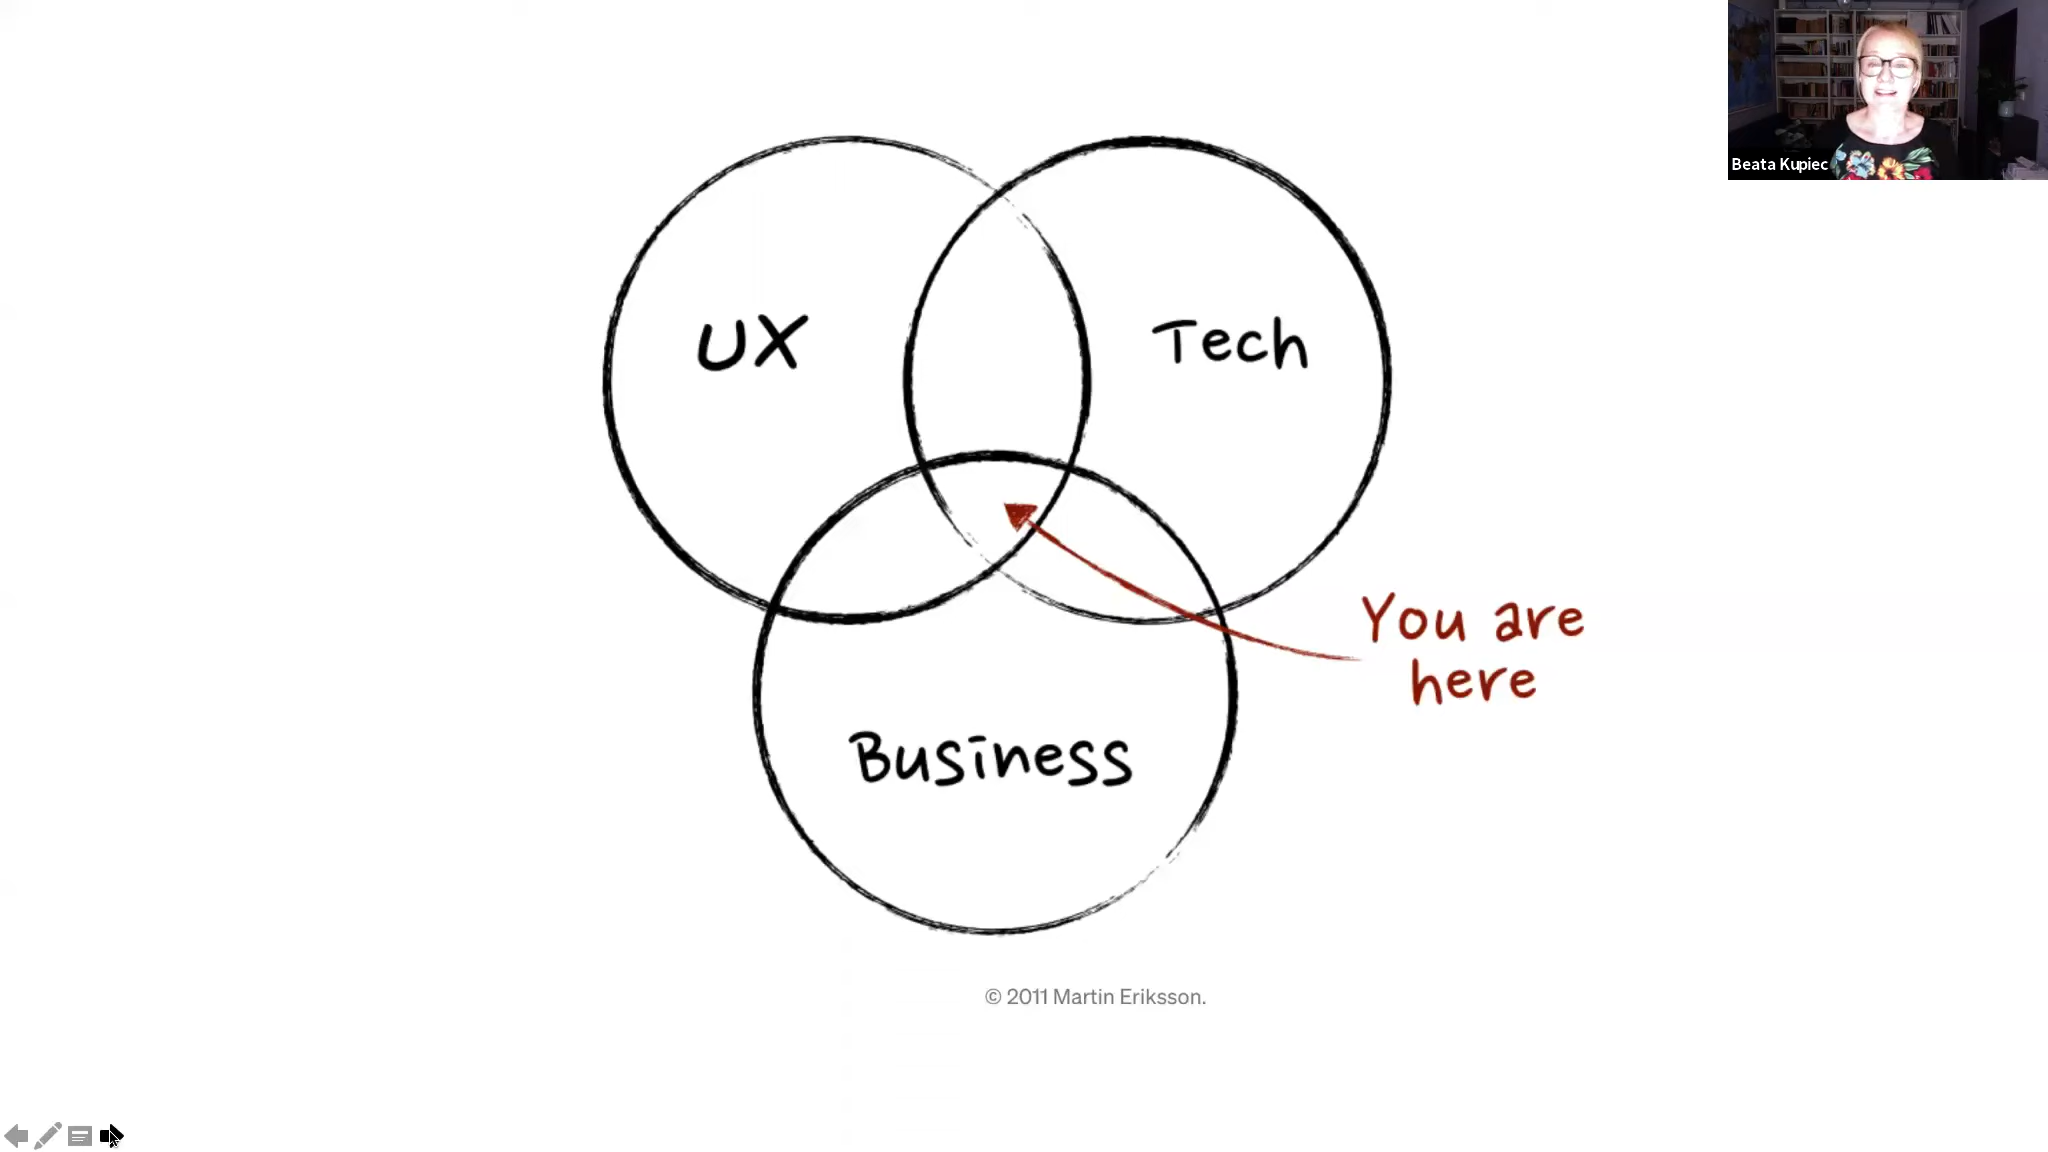 Beata Kupiec
UX
Tech
You are
here
Business
© 2011 Martin Eriksson.